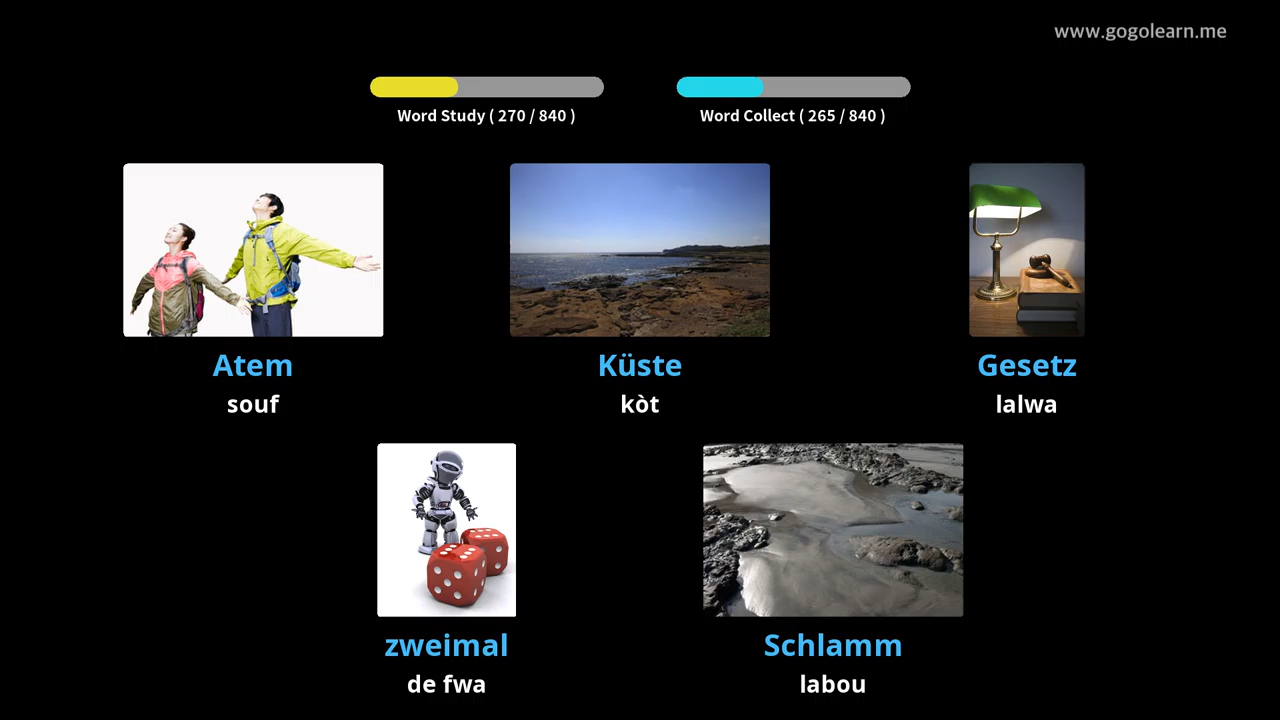 www.gogolearn.me
Word Study ( 270 / 840 )
Word Collect ( 265 / 840 )
Atem
souf
Küste
kòt
Gesetz
lalwa
zweimal
de fwa
Schlamm
labou